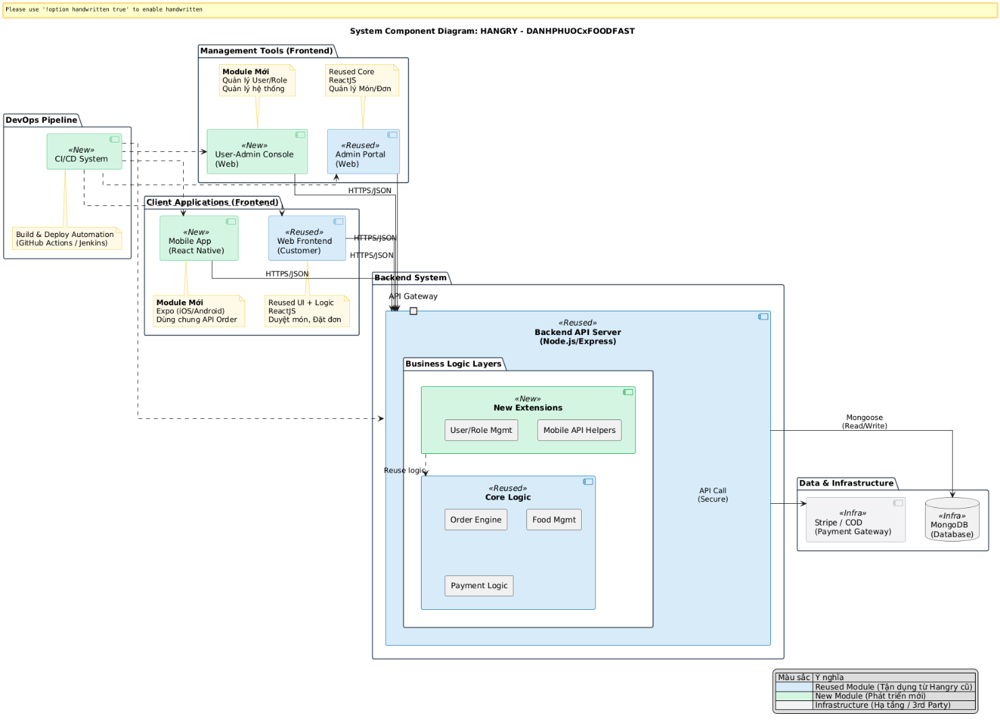 Please use '!option handwritten true' to enable handwritten
System Component Diagram: HANGRY - DANHPHUOCxFOODFAST
Management Tools (Frontend)
Module Mới
Quản lý User/Role
Quản lý hệ thống
Reused Core
ReactJS
Quản lý Món/Đơn
«New»
User-Admin Console
(Web)
«Reused»
Admin Portal
(Web)
DevOps Pipeline
«New»
CI/CD System
Build & Deploy Automation
(GitHub Actions / Jenkins)
HTTPS/JSON
Client Applications (Frontend)
«New»
Mobile App
(React Native)
«Reused»
Web Frontend
(Customer)
HTTPS/JSON
HTTPS/JSON
HTTPS/JSON
Module Mới
Expo (iOS/Android)
Dùng chung API Order
Reused UI + Logic
ReactJS
Duyệt món, Đặt đơn
Backend System
API Gateway
«Reused»
Backend API Server
(Node.js/Express)
Business Logic Layers
«New»
New Extensions
User/Role Mgmt
Mobile API Helpers
Reuse logic
«Reused»
Core Logic
Order Engine
Food Mgmt
Payment Logic
API Call
(Secure)
Mongoose
(Read/Write)
Data & Infrastructure
«Infra»
Stripe / COD
(Payment Gateway)
«Infra»
MongoDB
(Database)
Màu sắc Ý nghĩa
Reused Module (Tận dụng từ Hangry cũ)
New Module (Phát triển mới)
Infrastructure (Hạ tầng / 3rd Party)